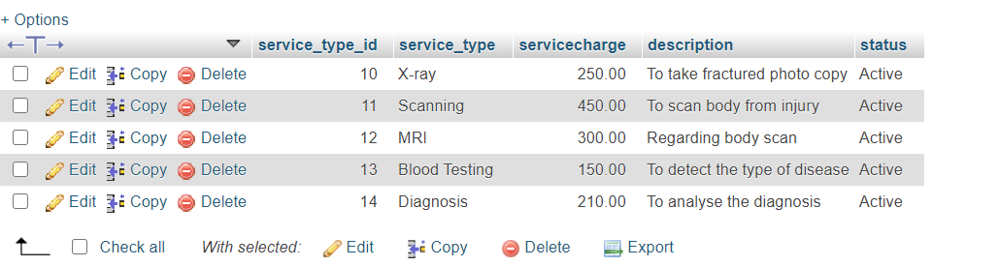 + Options
service_type_id service_type servicecharge description status
Edit Copy Delete 10 X-ray 250.00 To take fractured photo copy Active
Edit Copy Delete 11 Scanning 450.00 To scan body from injury Active
Edit Copy Delete 12 MRI 300.00 Regarding body scan Active
Edit Copy Delete 13 Blood Testing 150.00 To detect the type of disease Active
Edit Copy Delete 14 Diagnosis 210.00 To analyse the diagnosis Active
Check all With selected: Edit Copy Delete Export